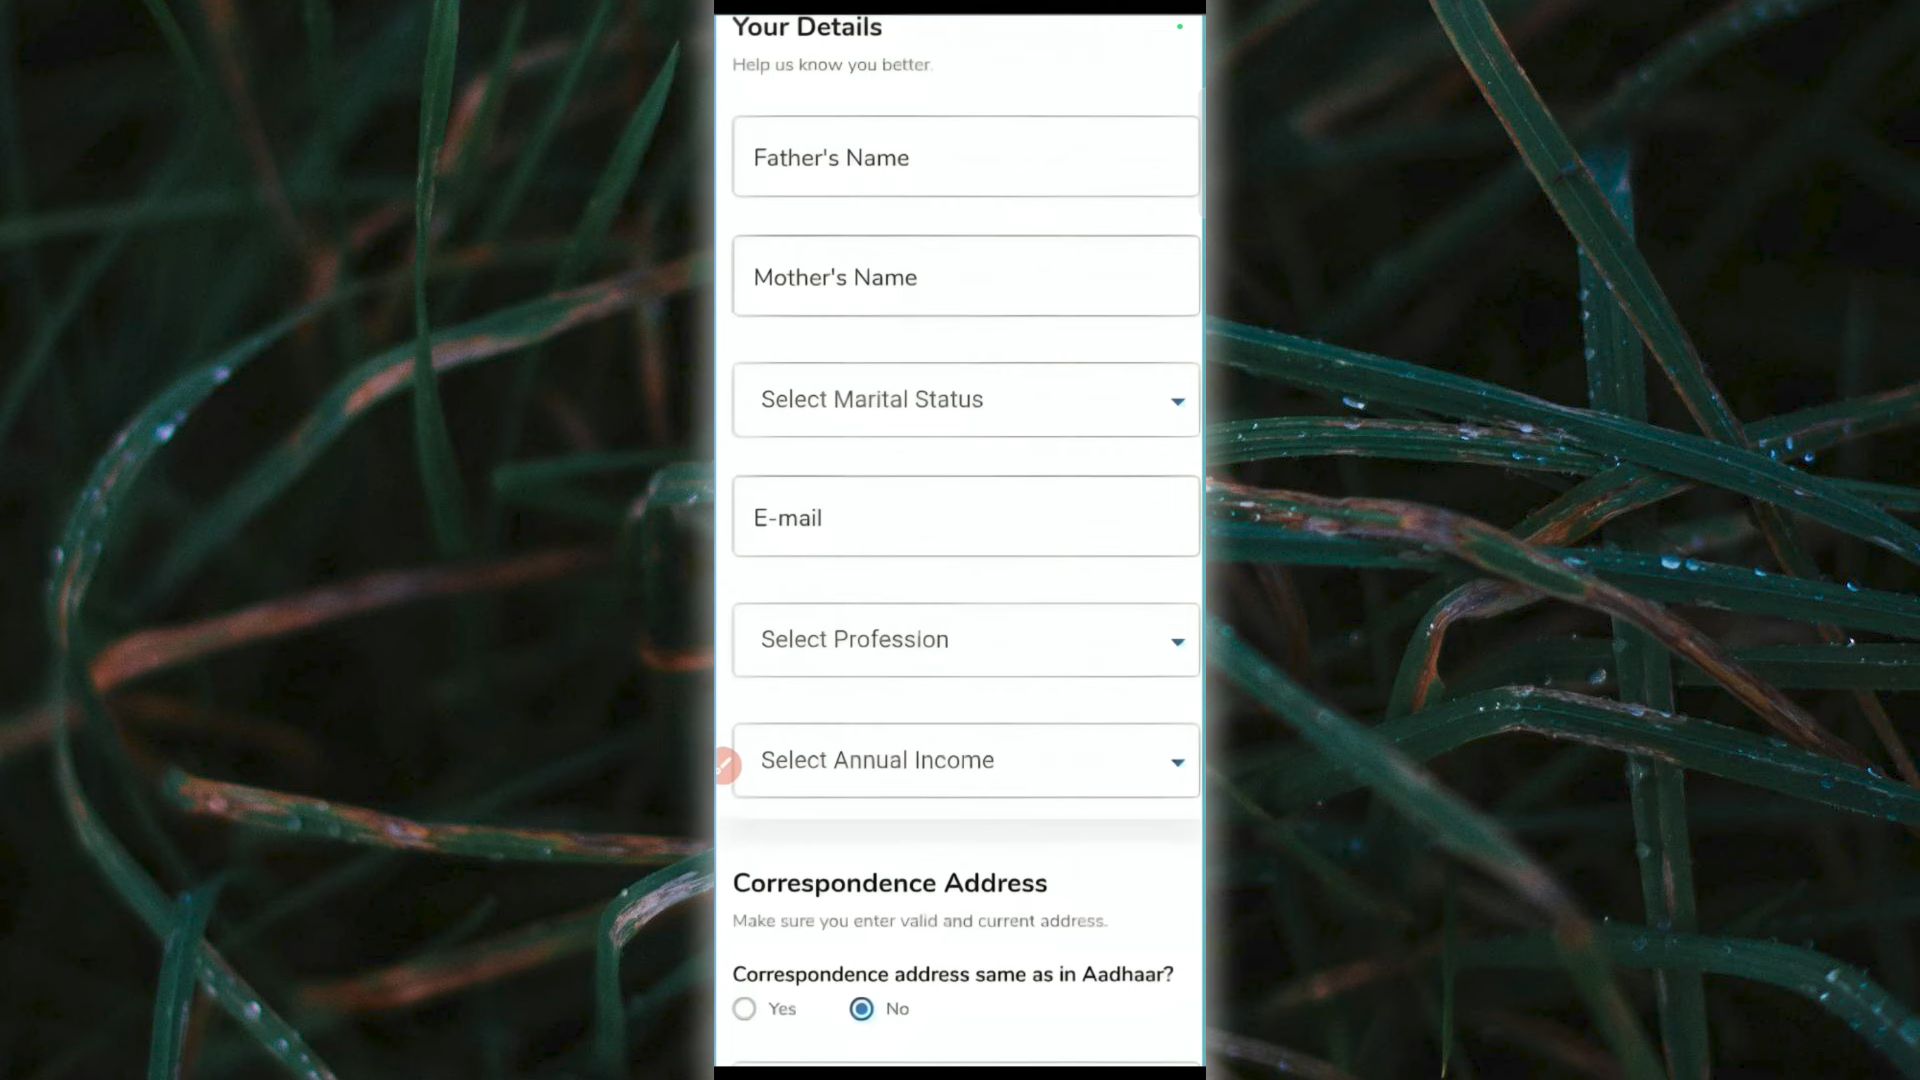 Your Details
Help us know you better.
Father's Name
Mother's Name
Select Marital Status
E-mail
Select Profession
Select Annual Income
Correspondence Address
Make sure you enter valid and current address.
Correspondence address same as in Aadhaar?
Yes No